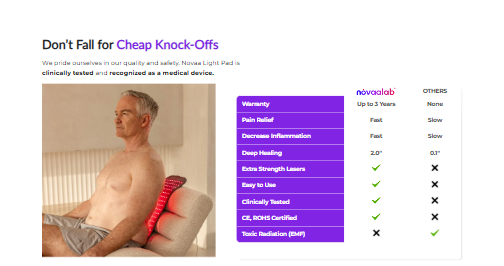 Don't Fall for Cheap Knock-Offs
We pride ourselves in our quality and safety. Novaa Light Pad is
clinically tested and recognized as a medical device.
novaalab OTHERS
Warranty Up to 3 Years None
Pain Relief Fast Slow
Decrease Inflammation Fast Slow
Deep Healing 2.0" 0.1"
Extra Strength Lasers ✓ ✕
Easy to Use ✓ ✕
Clinically Tested ✓ ✕
CE, ROHS Certified ✓ ✕
Toxic Radiation (EMF) ✕ ✓